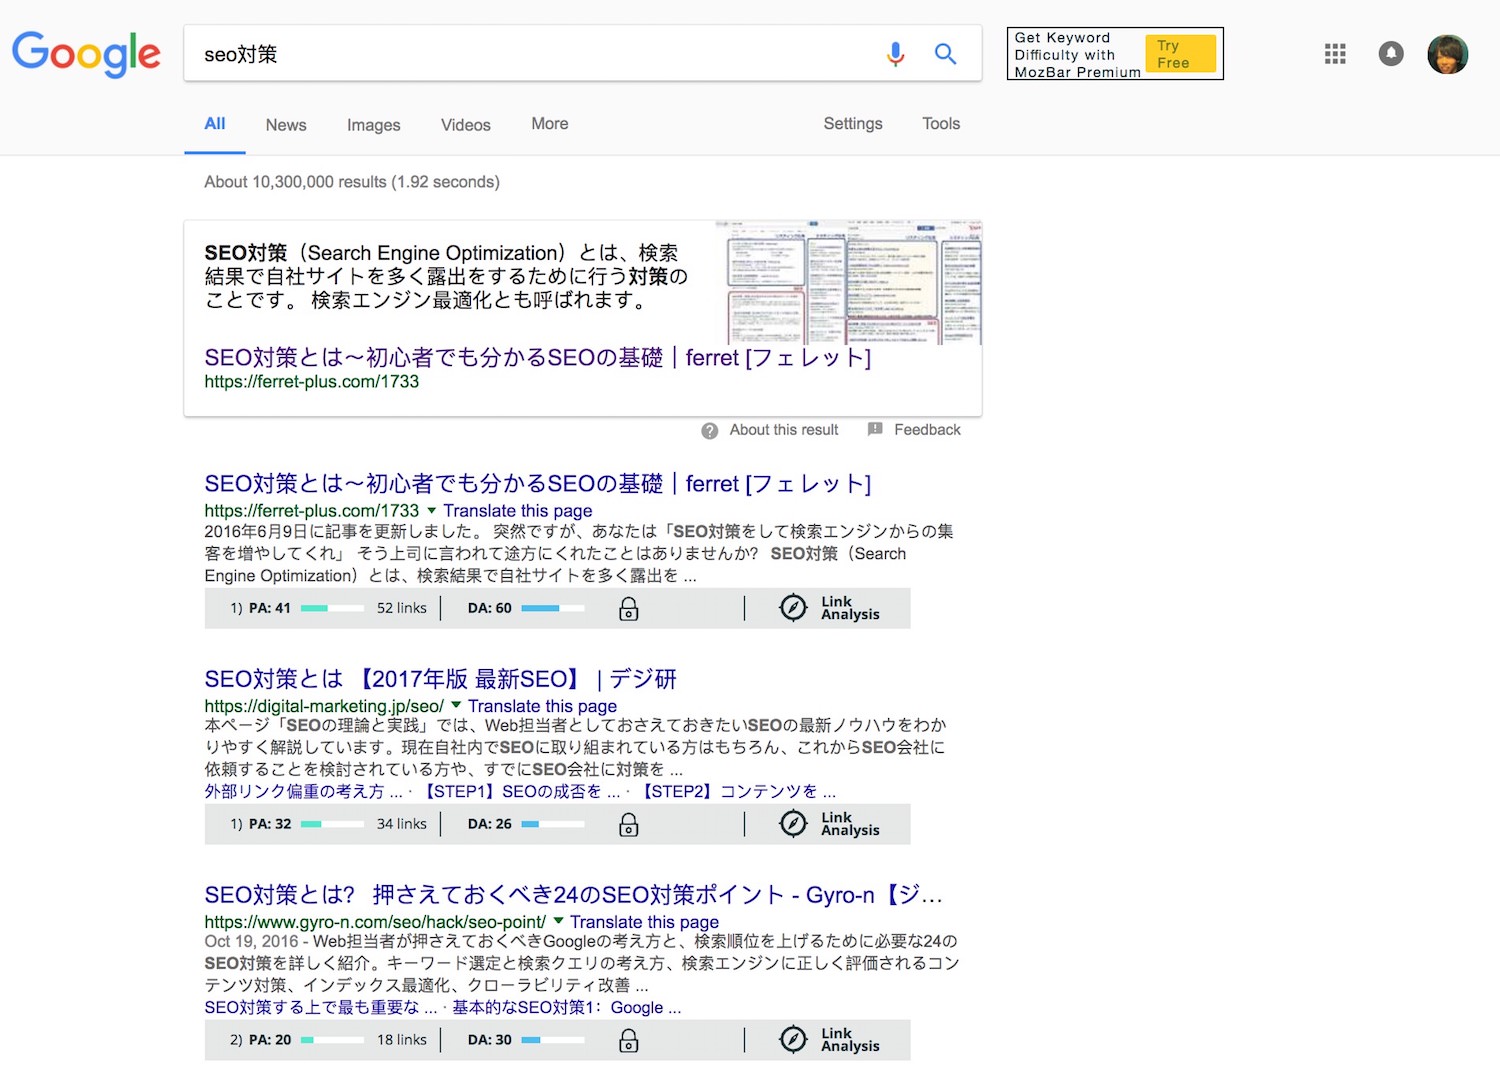 Google
seo対策
Get Keyword
Difficulty with
MozBar Premium
Try
Free
All News Images Videos More Settings Tools
About 10,300,000 results (1.92 seconds)
SEO対策（Search Engine Optimization）とは、検索
結果で自社サイトを多く露出をするために行う対策の
ことです。 検索エンジン最適化とも呼ばれます。
SEO対策とは〜初心者でも分かるSEOの基礎｜ferret [フェレット]
https://ferret-plus.com/1733
About this result Feedback
SEO対策とは〜初心者でも分かるSEOの基礎｜ferret [フェレット]
https://ferret-plus.com/1733 ▼ Translate this page
2016年6月9日に記事を更新しました。 突然ですが、あなたは「SEO対策をして検索エンジンからの集
客を増やしてくれ」 そう上司に言われて途方にくれたことはありませんか？ SEO対策（Search
Engine Optimization）とは、検索結果で自社サイトを多く露出を ...
1) PA: 41 52 links | DA: 60 | Link
Analysis
SEO対策とは 【2017年版 最新SEO】 | デジ研
https://digital-marketing.jp/seo/ ▼ Translate this page
本ページ「SEOの理論と実践」では、Web担当者としておさえておきたいSEOの最新ノウハウをわか
りやすく解説しています。現在自社内でSEOに取り組まれている方はもちろん、これからSEO会社に
依頼することを検討されている方や、すでにSEO会社に対策を ...
外部リンク偏重の考え方 ... · 【STEP1】SEOの成否を ... · 【STEP2】コンテンツを ...
1) PA: 32 34 links | DA: 26 | Link
Analysis
SEO対策とは？ 押さえておくべき24のSEO対策ポイント - Gyro-n【ジ...
https://www.gyro-n.com/seo/hack/seo-point/ ▼ Translate this page
Oct 19, 2016 - Web担当者が押さえておくべきGoogleの考え方と、検索順位を上げるために必要な24の
SEO対策を詳しく紹介。キーワード選定と検索クエリの考え方、検索エンジンに正しく評価されるコン
テンツ対策、インデックス最適化、クローラビリティ改善 ...
SEO対策する上で最も重要な ... · 基本的なSEO対策1：Google ...
2) PA: 20 18 links | DA: 30 | Link
Analysis